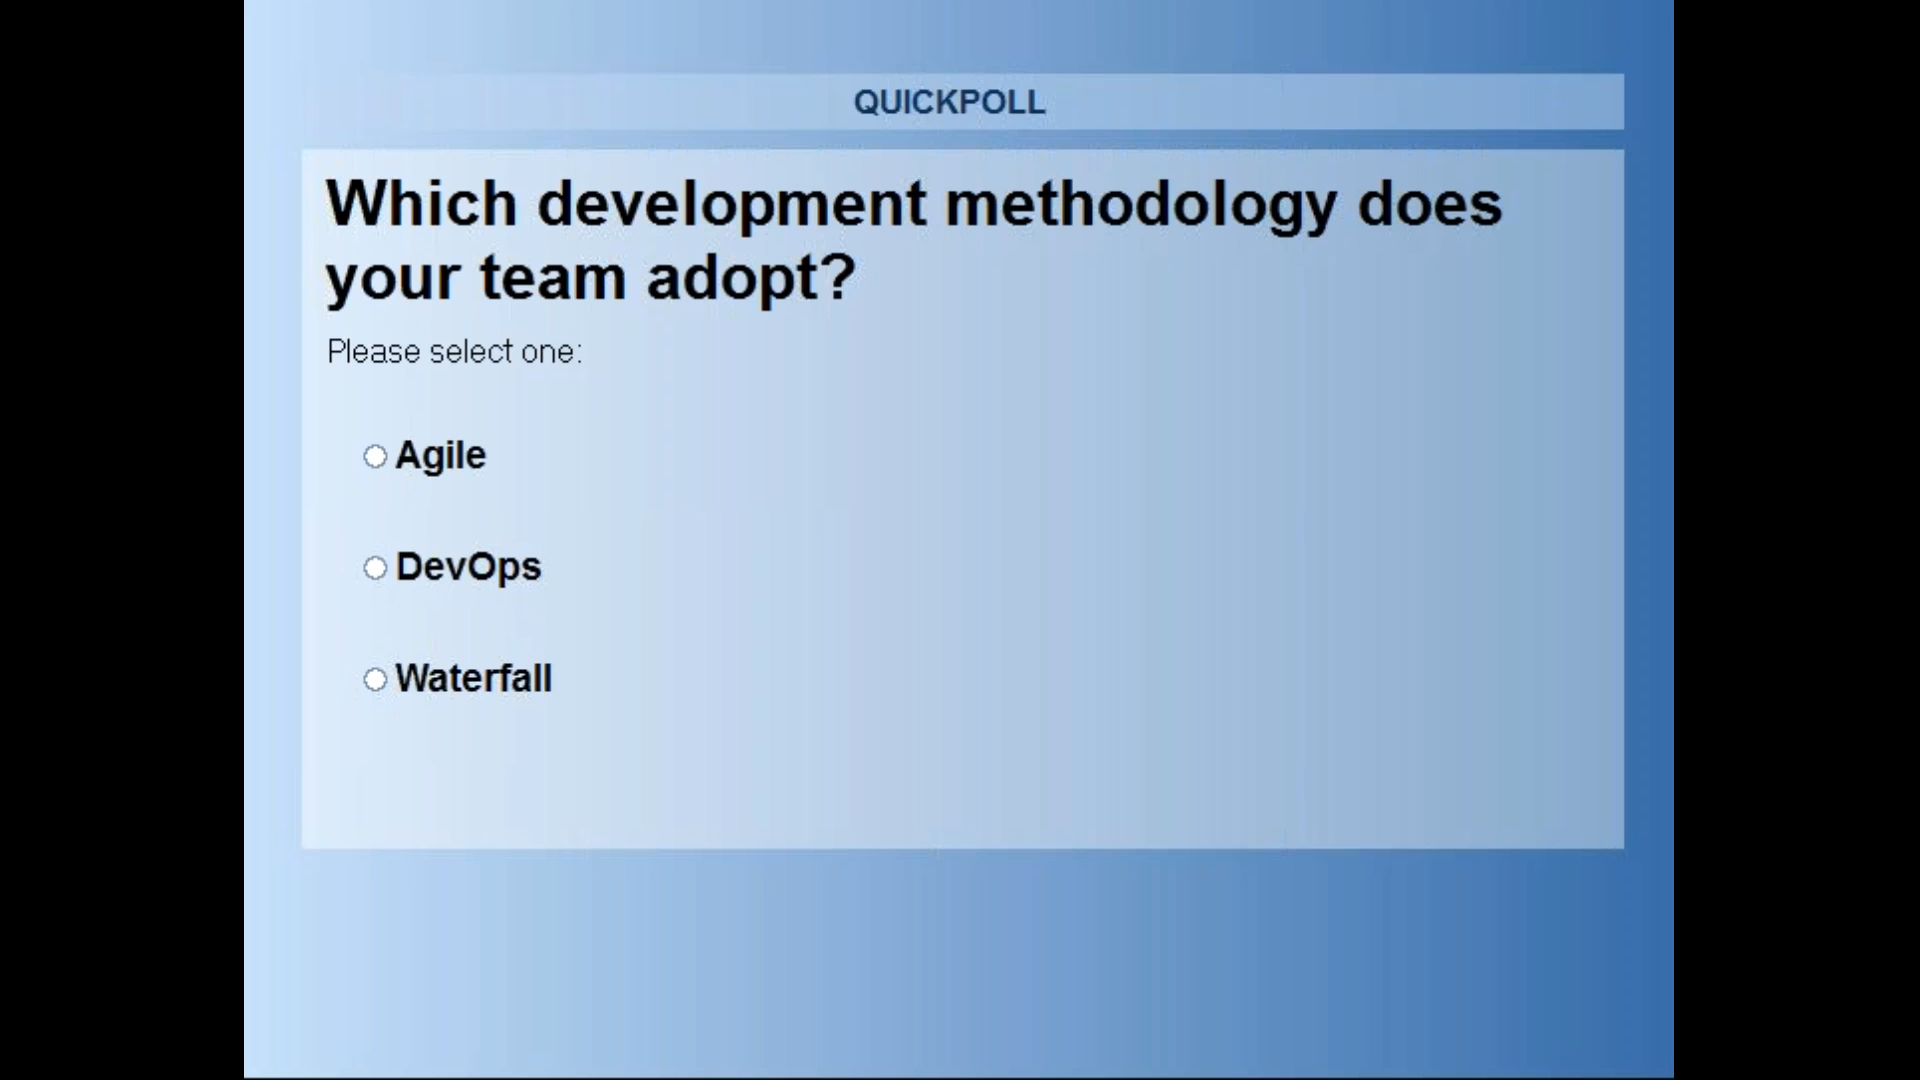 QUICKPOLL
Which development methodology does
your team adopt?
Please select one:
Agile
DevOps
Waterfall